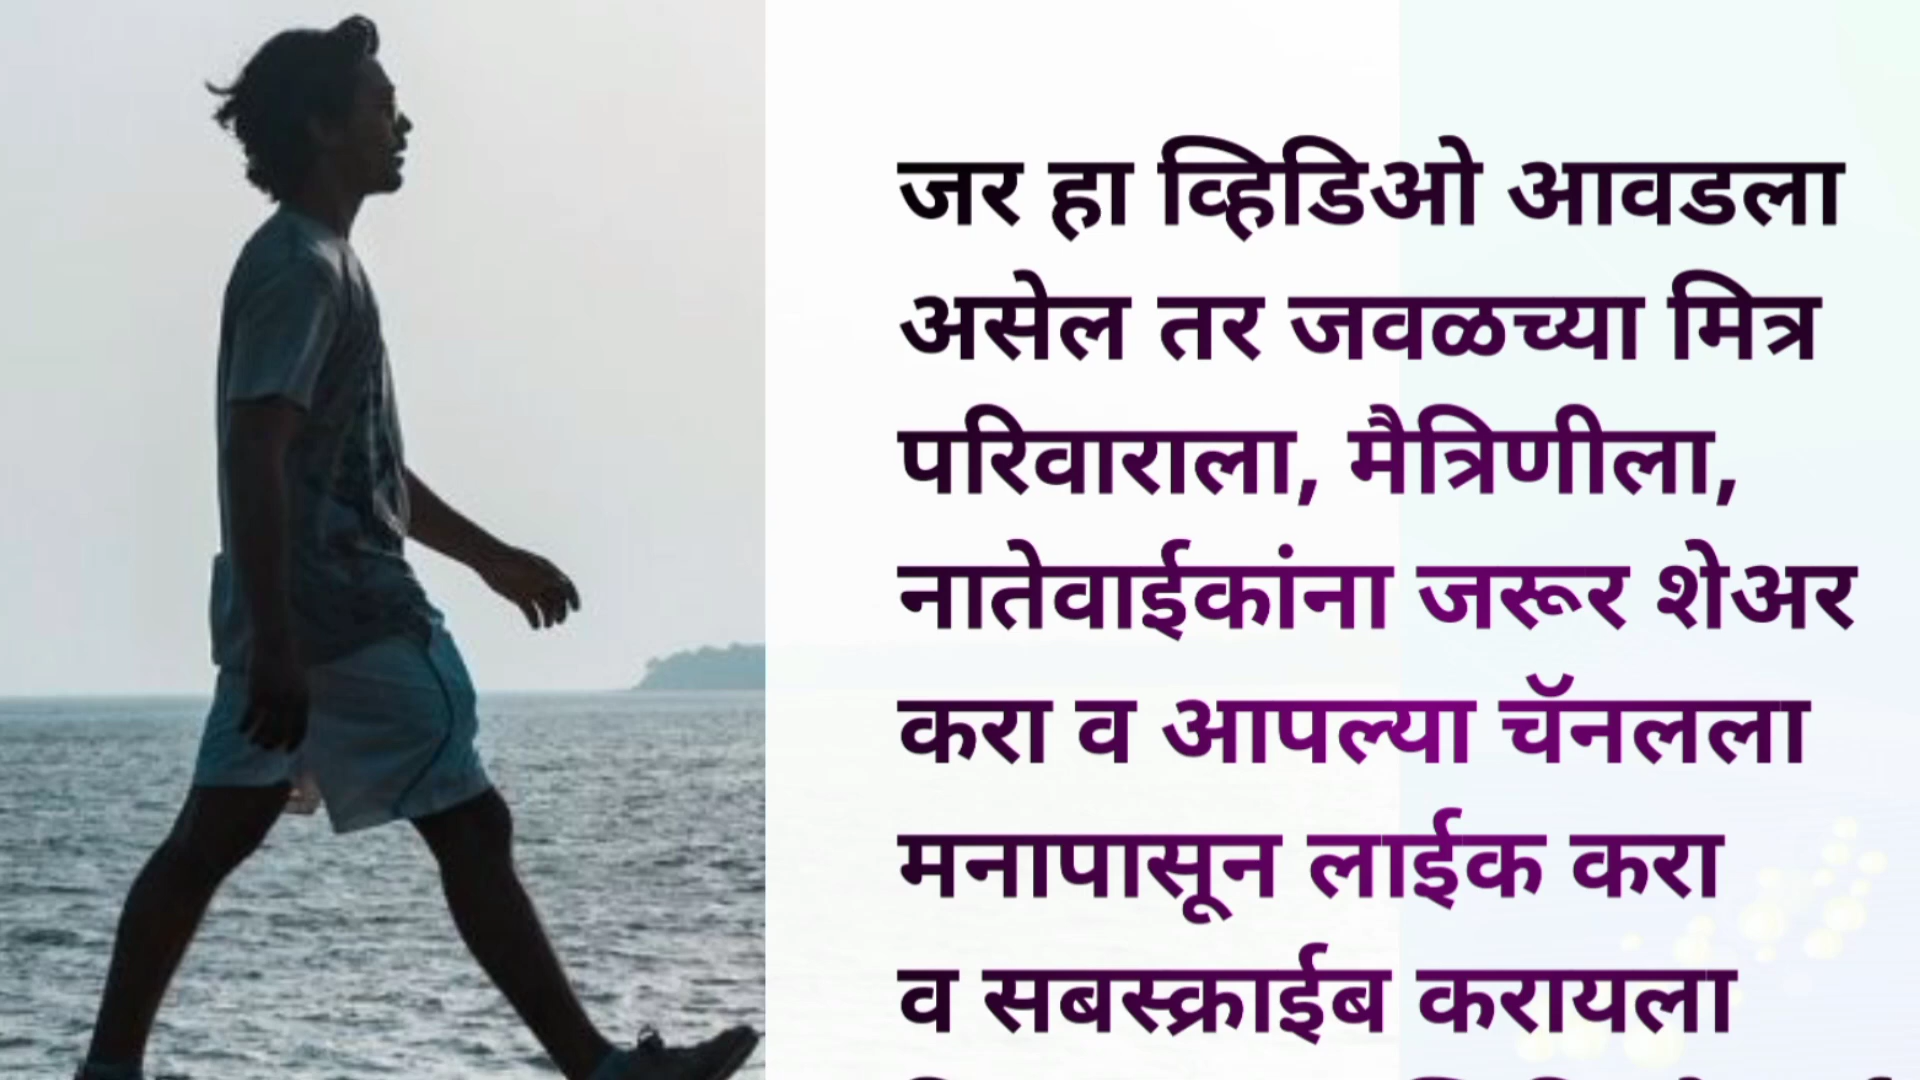 जर हा व्हिडिओ आवडला
असेल तर जवळच्या मित्र
परिवाराला, मैत्रिणीला,
नातेवाईकांना जरूर शेअर
करा व आपल्या चॅनलला
मनापासून लाईक करा
व सबस्क्राईब करायला